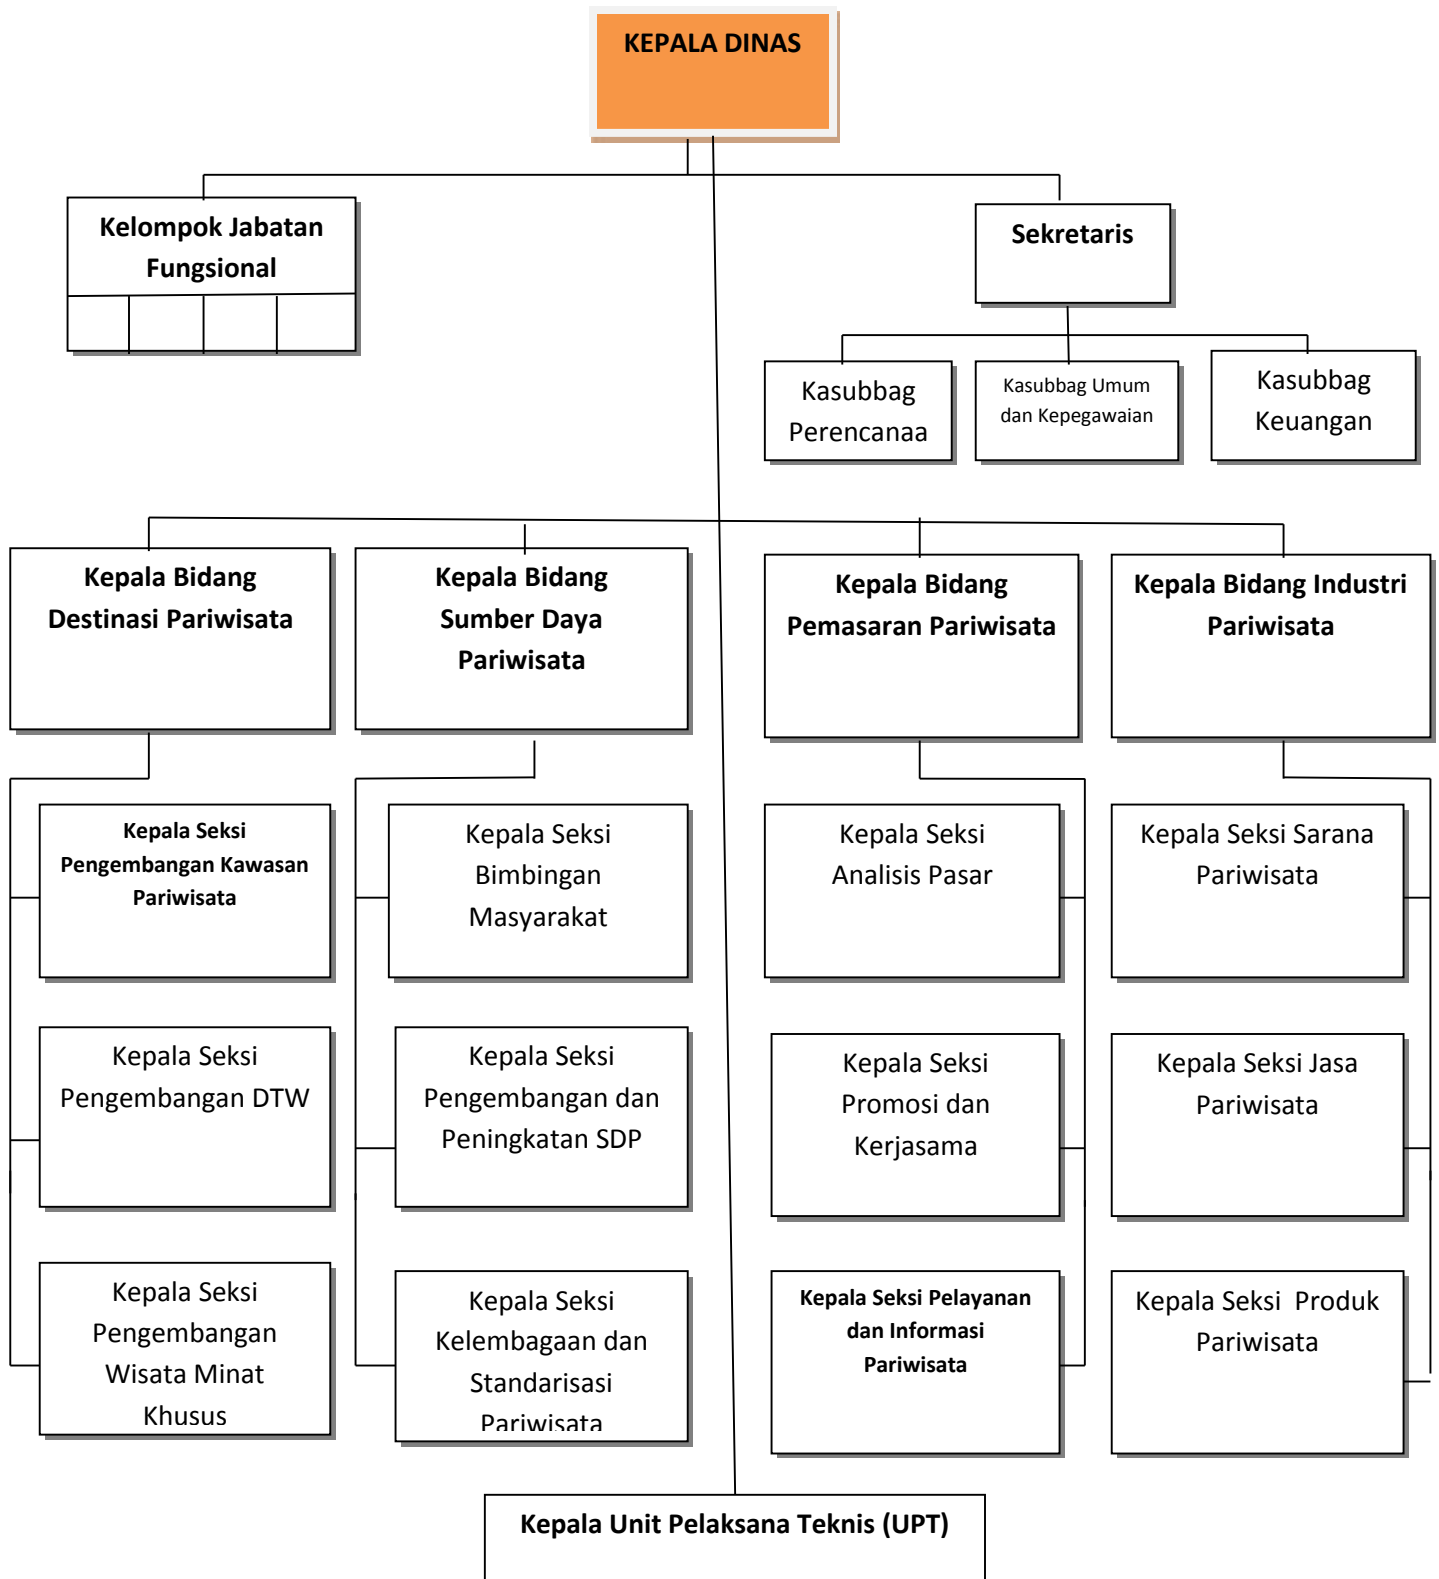 KEPALA DINAS
Kelompok Jabatan
Fungsional
Sekretaris
Kasubbag
Perencanaa
Kasubbag Umum
dan Kepegawaian
Kasubbag
Keuangan
Kepala Bidang
Destinasi Pariwisata
Kepala Bidang
Sumber Daya
Pariwisata
Kepala Bidang
Pemasaran Pariwisata
Kepala Bidang Industri
Pariwisata
Kepala Seksi
Pengembangan Kawasan
Pariwisata
Kepala Seksi
Bimbingan
Masyarakat
Kepala Seksi
Analisis Pasar
Kepala Seksi Sarana
Pariwisata
Kepala Seksi
Pengembangan DTW
Kepala Seksi
Pengembangan dan
Peningkatan SDP
Kepala Seksi
Promosi dan
Kerjasama
Kepala Seksi Jasa
Pariwisata
Kepala Seksi
Pengembangan
Wisata Minat
Khusus
Kepala Seksi
Kelembagaan dan
Standarisasi
Pariwisata
Kepala Seksi Pelayanan
dan Informasi
Pariwisata
Kepala Seksi  Produk
Pariwisata
Kepala Unit Pelaksana Teknis (UPT)